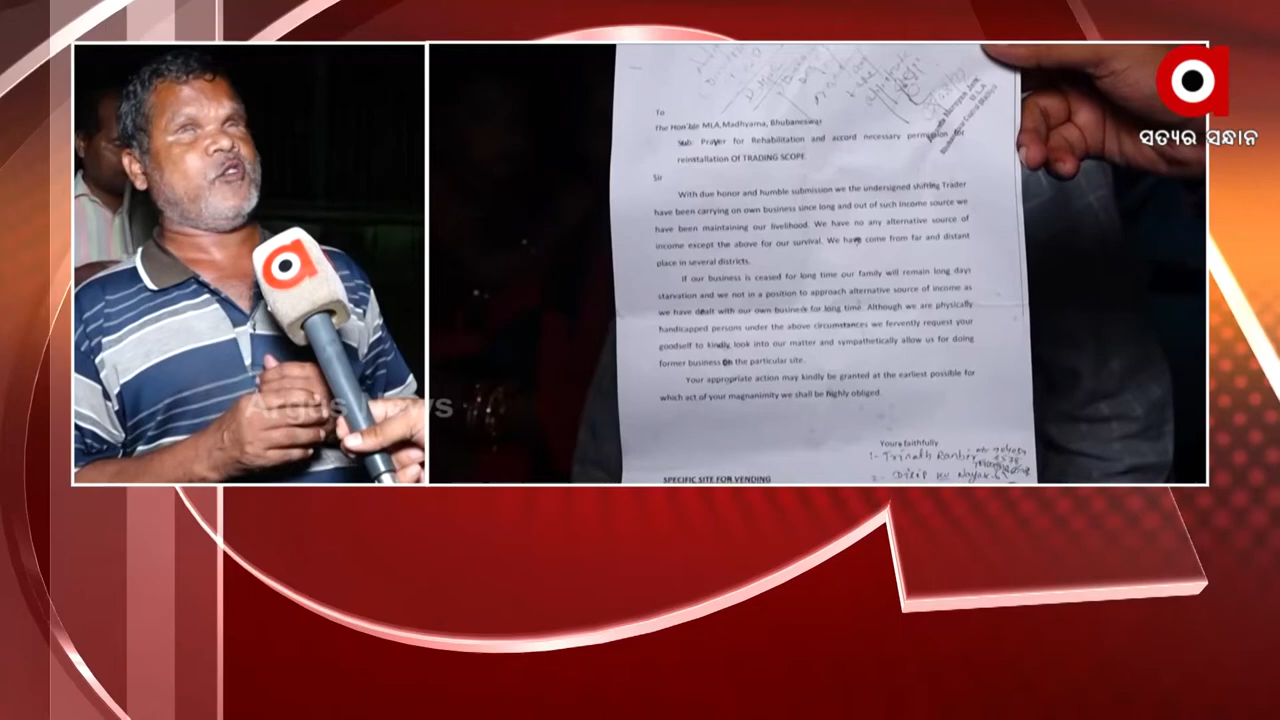 ସତ୍ୟର ସନ୍ଧାନ
Argus News
To
The Hon'ble MLA,Madhyama, Bhubaneswar
Sub: Prayer for Rehabilitation and accord necessary permission for
reinstallation Of TRADING SCOPE
Sir
With due honor and humble submission we the undersigned shifting Trader
have been carrying on own business since long and out of such income source we
have been maintaining our livelihood. We have no any alternative source of
income except the above for our survival. We have come from far and distant
place in several districts.
If our business is ceased for long time our family will remain long days
starvation and we not in a position to approach alternative source of income as
we have dealt with our own business for long time. Although we are physically
handicapped persons under the above circumstances we fervently request your
goodself to kindly look into our matter and sympathetically allow us for doing
former business on the particular site.
Your appropriate action may kindly be granted at the earliest possible for
which act of your magnanimity we shall be highly obliged.
Yours faithfully
1- Trinath
2- Dilip Ku Nayak
SPECIFIC SITE FOR VENDING